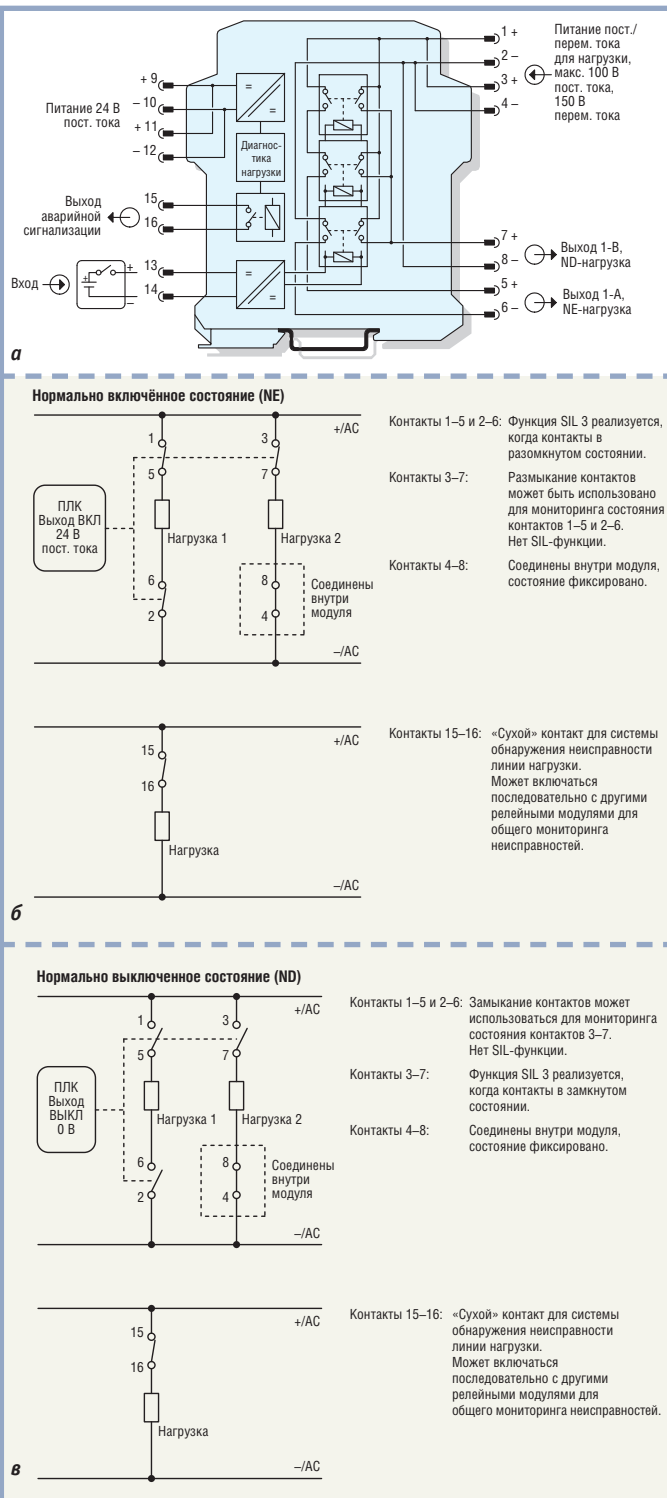 + 9
– 10
+ 11
– 12
Питание 24 В
пост. тока
15
16
Выход
аварийной
сигнализации
Вход
+
+
–
13
14
=
=
Диагнос-
тика
нагрузки
=
=
1 +
2 –
3 +
4 –
Питание пост./
перем. тока
для нагрузки,
макс. 100 В
пост. тока,
150 В
перем. тока
7 +
8 –
5 +
6 –
Выход 1-B,
ND-нагрузка
Выход 1-A,
NE-нагрузка
а
Нормально включённое состояние (NE)
+/AC
1
3
5
7
ПЛК
Выход ВКЛ
24 В
пост. тока
Нагрузка 1
Нагрузка 2
6
8
2
4
Соединены
внутри
модуля
–/AC
Контакты 1–5 и 2–6: Функция SIL 3 реализуется,
когда контакты в
разомкнутом состоянии.
Контакты 3–7: Размыкание контактов
может быть использовано
для мониторинга состояния
контактов 1–5 и 2–6.
Нет SIL-функции.
Контакты 4–8: Соединены внутри модуля,
состояние фиксировано.
+/AC
15
16
Нагрузка
–/AC
Контакты 15–16: «Сухой» контакт для системы
обнаружения неисправности
линии нагрузки.
Может включаться
последовательно с другими
релейными модулями для
общего мониторинга
неисправностей.
б
Нормально выключенное состояние (ND)
+/AC
1
3
5
7
ПЛК
Выход
ВЫКЛ
0 В
Нагрузка 1
Нагрузка 2
6
8
2
4
Соединены
внутри
модуля
–/AC
Контакты 1–5 и 2–6: Замыкание контактов может
использоваться для мониторинга
состояния контактов 3–7.
Нет SIL-функции.
Контакты 3–7: Функция SIL 3 реализуется,
когда контакты в замкнутом
состоянии.
Контакты 4–8: Соединены внутри модуля,
состояние фиксировано.
+/AC
15
16
Нагрузка
–/AC
Контакты 15–16: «Сухой» контакт для системы
обнаружения неисправности
линии нагрузки.
Может включаться
последовательно с другими
релейными модулями для
общего мониторинга неисправностей.
в